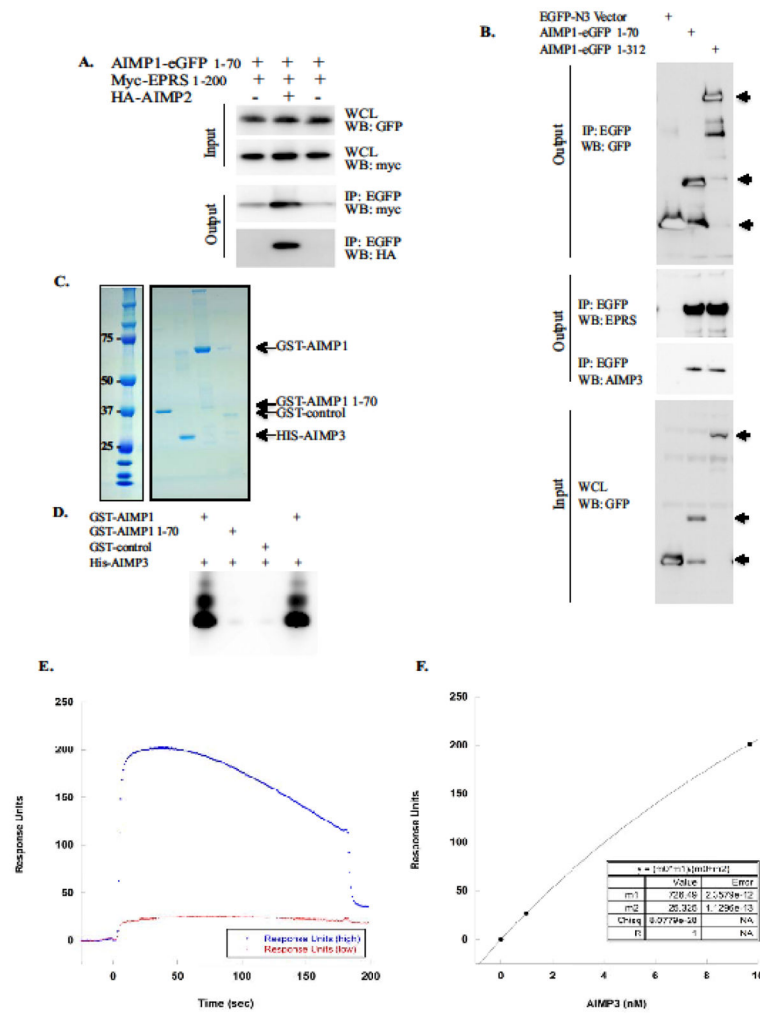 A.
AIMP1-eGFP 1-70 + + +
Myc-EPRS 1-200 + + +
HA-AIMP2 - + -
Input
WCL
WB: GFP
WCL
WB: myc
Output
IP: EGFP
WB: myc
IP: EGFP
WB: HA
B.
EGFP-N3 Vector +
AIMP1-eGFP 1-70 +
AIMP1-eGFP 1-312 +
Output
IP: EGFP
WB: GFP
Output
IP: EGFP
WB: EPRS
IP: EGFP
WB: AIMP3
Input
WCL
WB: GFP
C.
75
50
37
25
GST-AIMP1
GST-AIMP1 1-70
GST-control
HIS-AIMP3
D.
GST-AIMP1 + +
GST-AIMP1 1-70 +
GST-control +
His-AIMP3 + + + +
E.
Response Units
250
200
150
100
50
0
0 50 100 150 200
Time (sec)
Response Units (high)
Response Units (low)
F.
Response Units
250
200
150
100
50
0
0 2 4 6 8 10
AIMP3 (nM)
Value Error
m1
m2
Chisq NA
R 1 NA